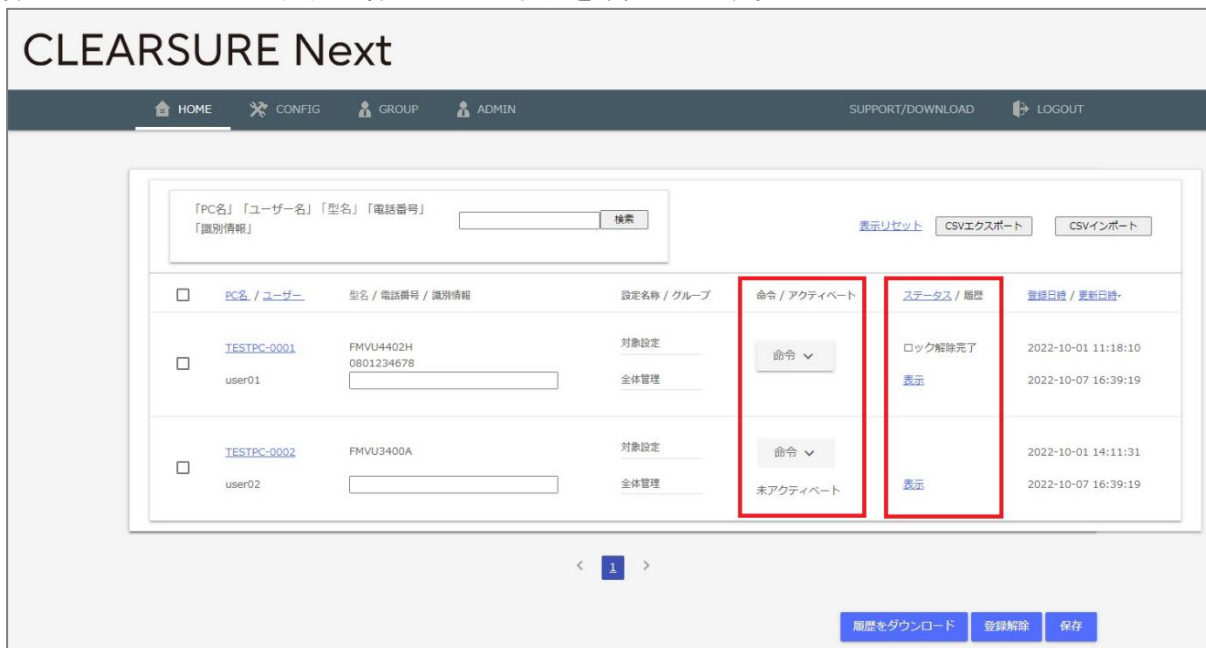 CLEARSURE Next
HOME CONFIG GROUP ADMIN SUPPORT/DOWNLOAD LOGOUT
「PC名」「ユーザー名」「型名」「電話番号」
「識別情報」
検索
表示リセット CSVエクスポート CSVインポート
PC名 / ユーザー 型名 / 電話番号 / 識別情報 設定名称 / グループ 命令 / アクティベート ステータス / 履歴 登録日時 / 更新日時-
TESTPC-0001 FMVU4402H 対象設定 命令 ロック解除完了 2022-10-01 11:18:10
0801234678
user01 全体管理 表示 2022-10-07 16:39:19
TESTPC-0002 FMVU3400A 対象設定 命令 2022-10-01 14:11:31
user02 全体管理 未アクティベート 表示 2022-10-07 16:39:19
< 1 >
履歴をダウンロード 登録解除 保存